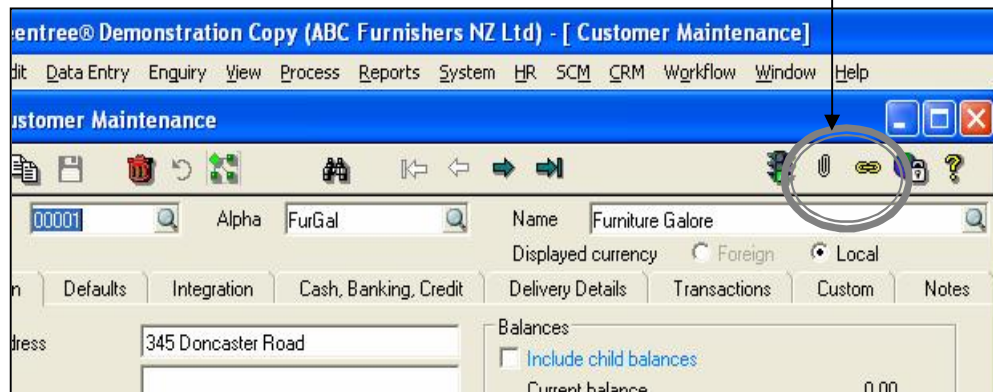 eentree® Demonstration Copy (ABC Furnishers NZ Ltd) - [ Customer Maintenance]
dit Data Entry Enquiry View Process Reports System HR SCM CRM Workflow Window Help
ustomer Maintenance
00001 Alpha FurGal Name Furniture Galore
Displayed currency Foreign Local
n Defaults Integration Cash, Banking, Credit Delivery Details Transactions Custom Notes
dress 345 Doncaster Road Balances
Include child balances
Current balance 0.00